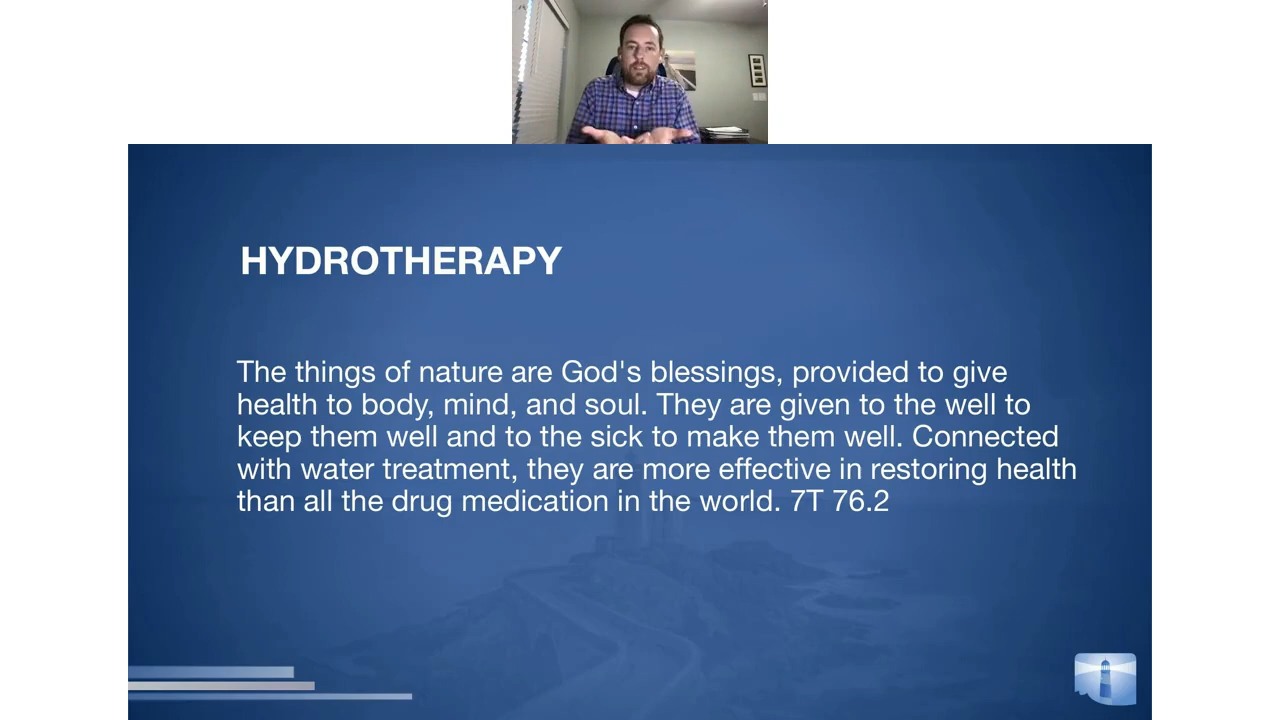 HYDROTHERAPY
The things of nature are God's blessings, provided to give
health to body, mind, and soul. They are given to the well to
keep them well and to the sick to make them well. Connected
with water treatment, they are more effective in restoring health
than all the drug medication in the world. 7T 76.2